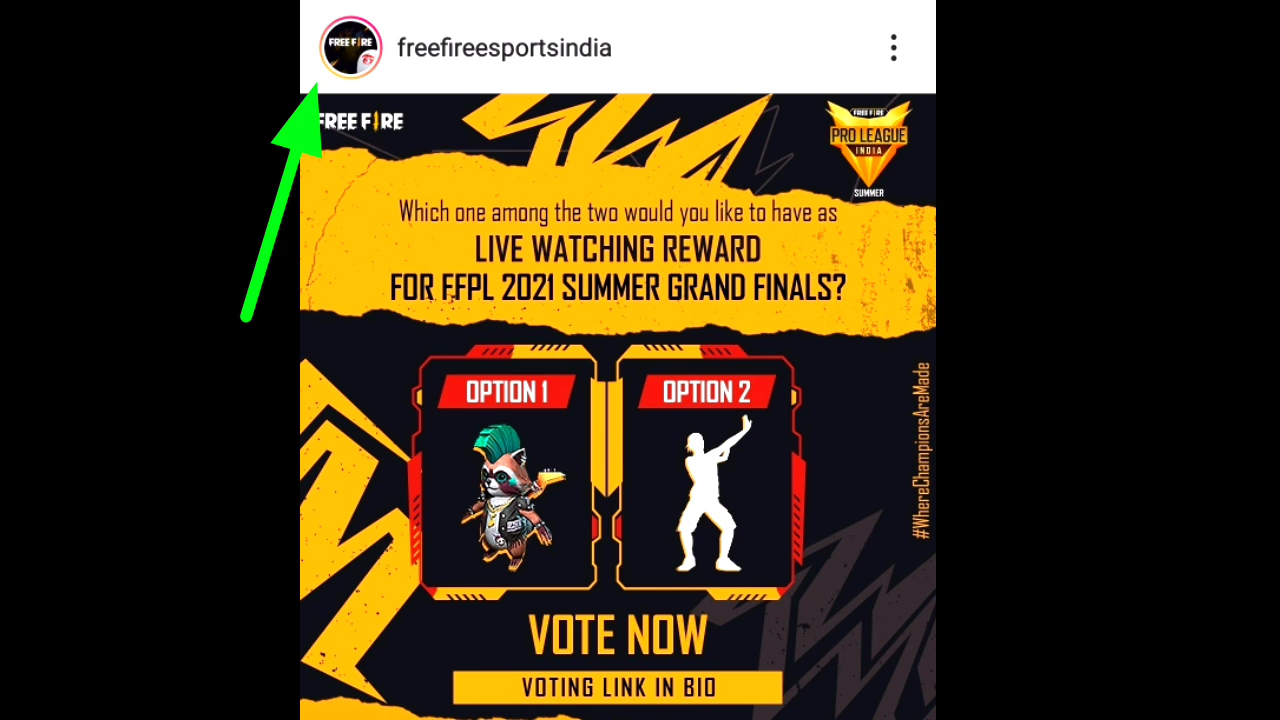 FREE FIRE
freefireesportsindia
FREE FIRE
FREE FIRE
PRO LEAGUE
INDIA
SUMMER
Which one among the two would you like to have as
LIVE WATCHING REWARD
FOR FFPL 2021 SUMMER GRAND FINALS?
OPTION 1
OPTION 2
#WhereChampionsAreMade
VOTE NOW
VOTING LINK IN BIO